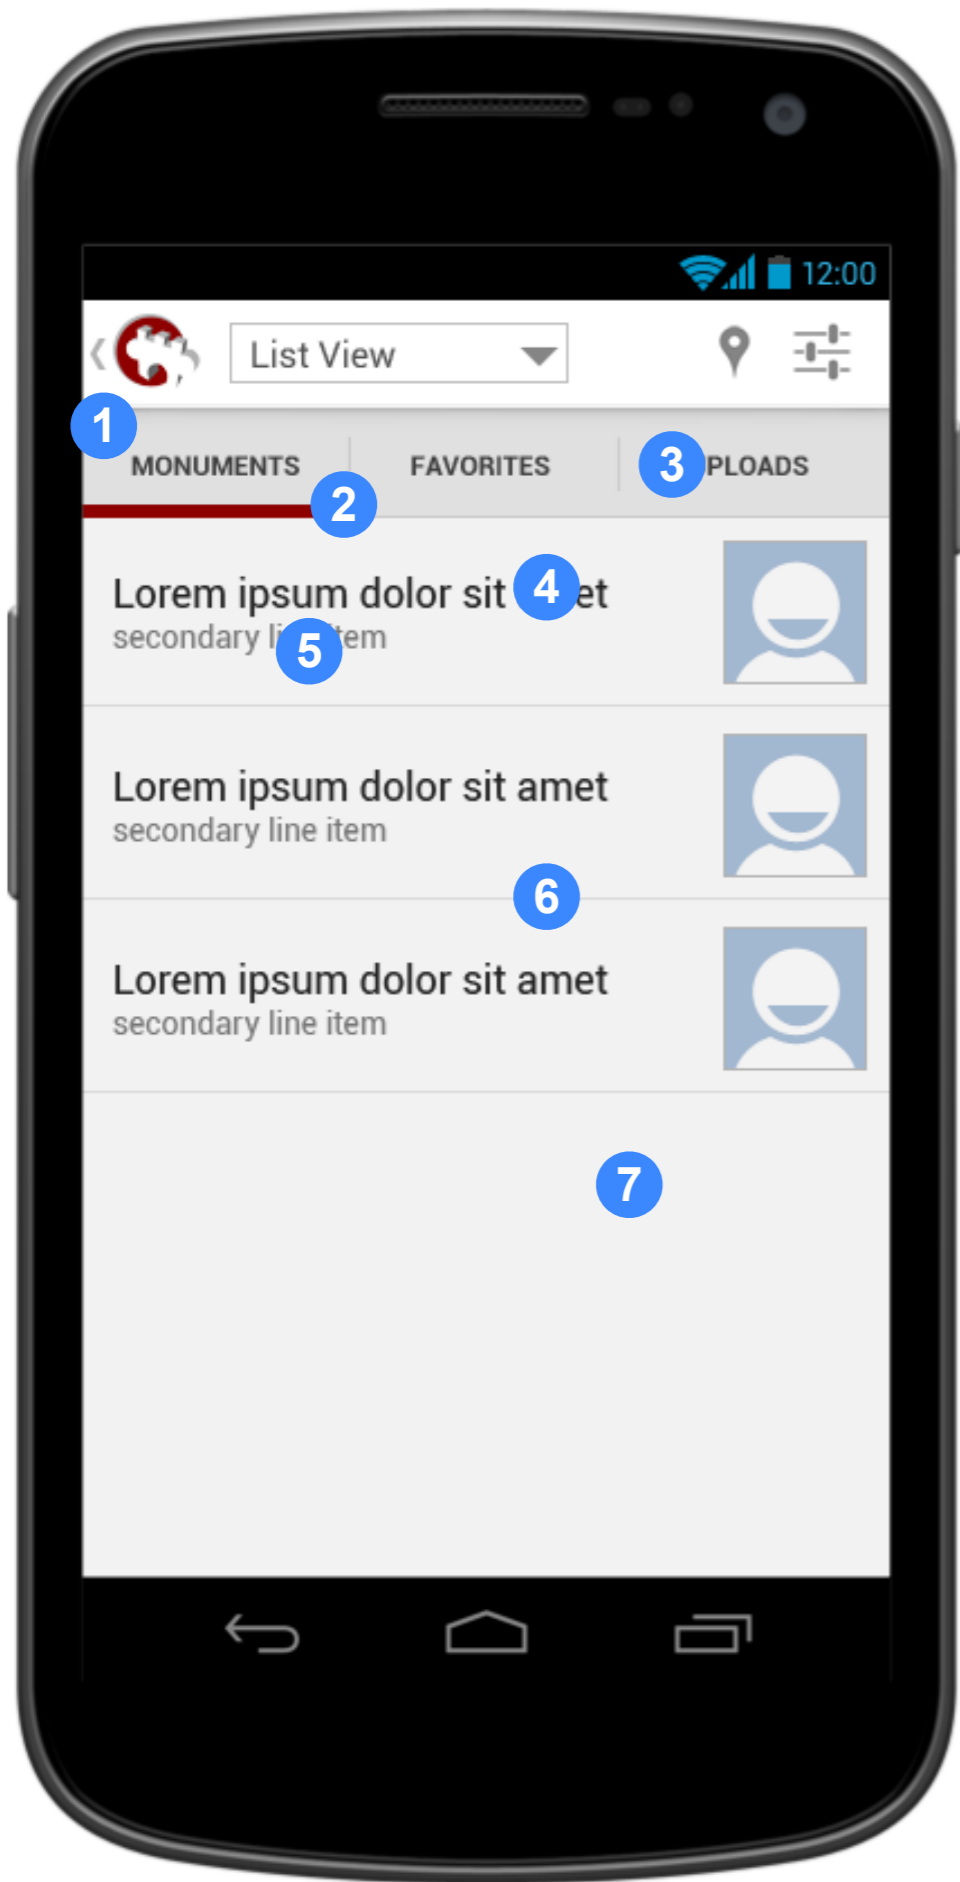 12:00
List View
1
MONUMENTS FAVORITES 3 PLOADS
2
Lorem ipsum dolor sit 4 et
secondary li 5 tem
Lorem ipsum dolor sit amet
secondary line item
6
Lorem ipsum dolor sit amet
secondary line item
7